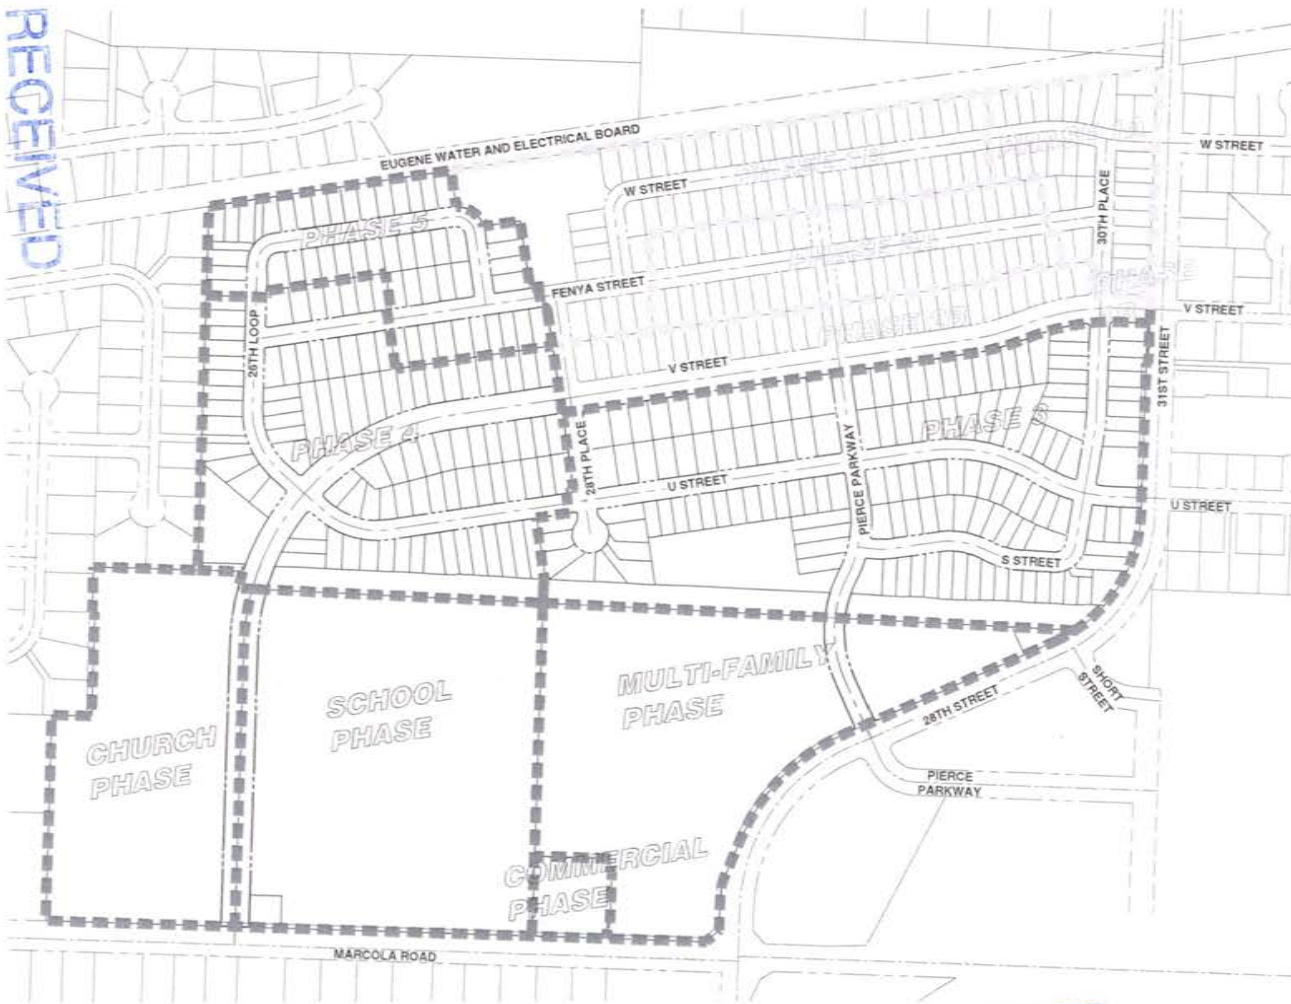 RECEIVED
EUGENE WATER AND ELECTRICAL BOARD
W STREET
W STREET
30TH PLACE
PHASE 5
FENYA STREET
PHASE
V STREET
31ST STREET
26TH LOOP
V STREET
PHASE 4
28TH PLACE
PHASE 3
PIERCE PARKWAY
U STREET
U STREET
S STREET
MULTI-FAMILY
PHASE
SCHOOL
PHASE
SHORT
STREET
28TH STREET
CHURCH
PHASE
PIERCE
PARKWAY
COMMERCIAL
PHASE
MARCOLA ROAD